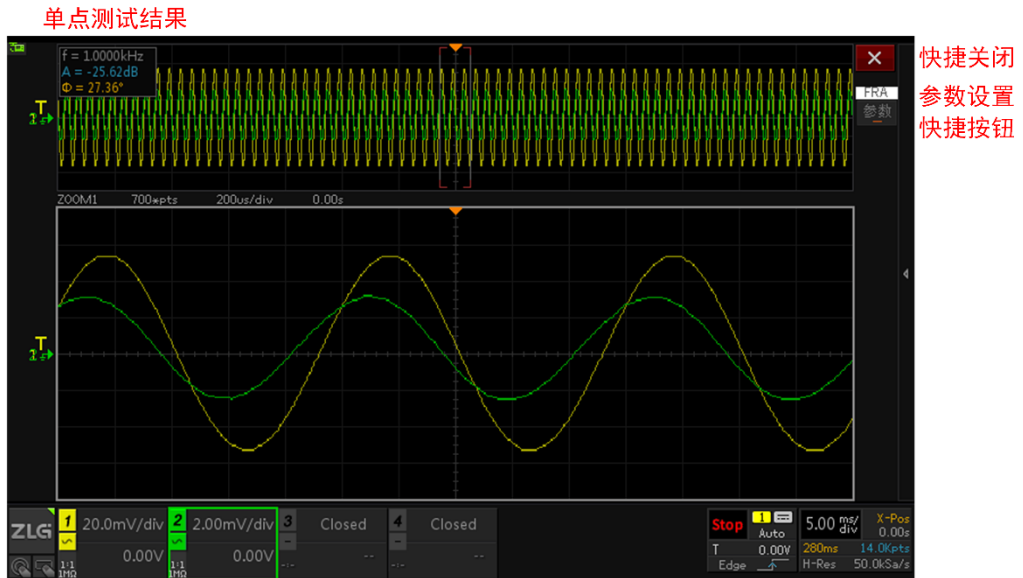 单点测试结果
f = 1.0000kHz
A = -25.62dB
Φ = 27.36°
快捷关闭
FRA
参数设置
参数
快捷按钮
T
ZOOM1 700*pts 200us/div 0.00s
T
ZLG
1 20.0mV/div 0.00V 1:1 1MΩ
2 2.00mV/div 0.00V 1:1 1MΩ
3 Closed -- -:-
4 Closed -- -:-
Stop 1 Auto
T 0.00V
Edge
5.00 ms/div X-Pos 0.00s
280ms 14.0Kpts
H-Res 50.0kSa/s